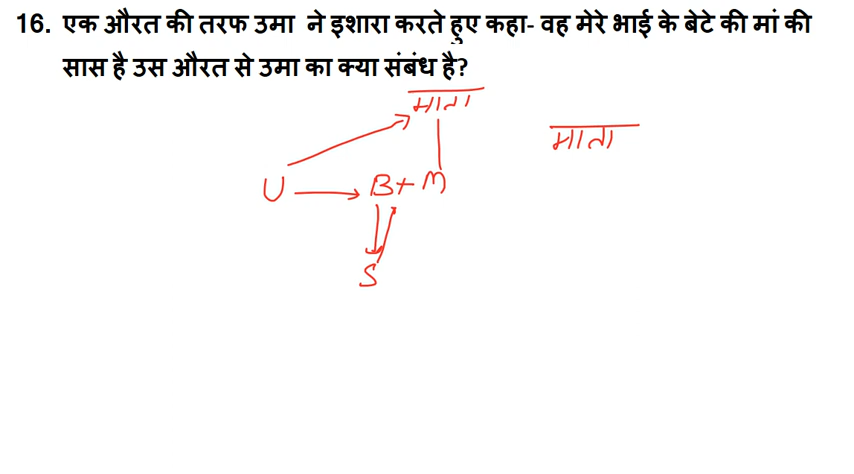 16. एक औरत की तरफ उमा ने इशारा करते हुए कहा- वह मेरे भाई के बेटे की मां की
सास है उस औरत से उमा का क्या संबंध है?
माता
माता
U B + M
S